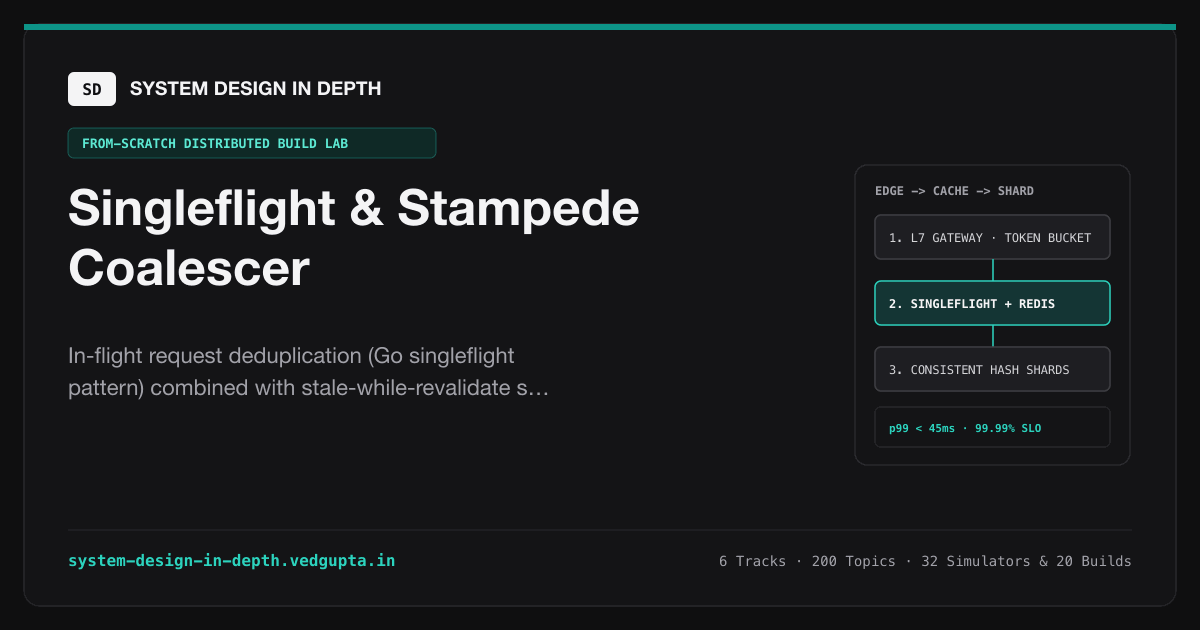 SD SYSTEM DESIGN IN DEPTH
FROM–SCRATCH DISTRIBUTED BUILD LAB
Singleflight & Stampede
Coalescer
In-flight request deduplication (Go singleflight
pattern) combined with stale-while-revalidate s…
EDGE –> CACHE –> SHARD
1. L7 GATEWAY · TOKEN BUCKET
2. SINGLEFLIGHT + REDIS
3. CONSISTENT HASH SHARDS
p99 < 45ms · 99.99% SLO
system–design–in–depth.vedgupta.in
6 Tracks · 200 Topics · 32 Simulators & 20 Builds